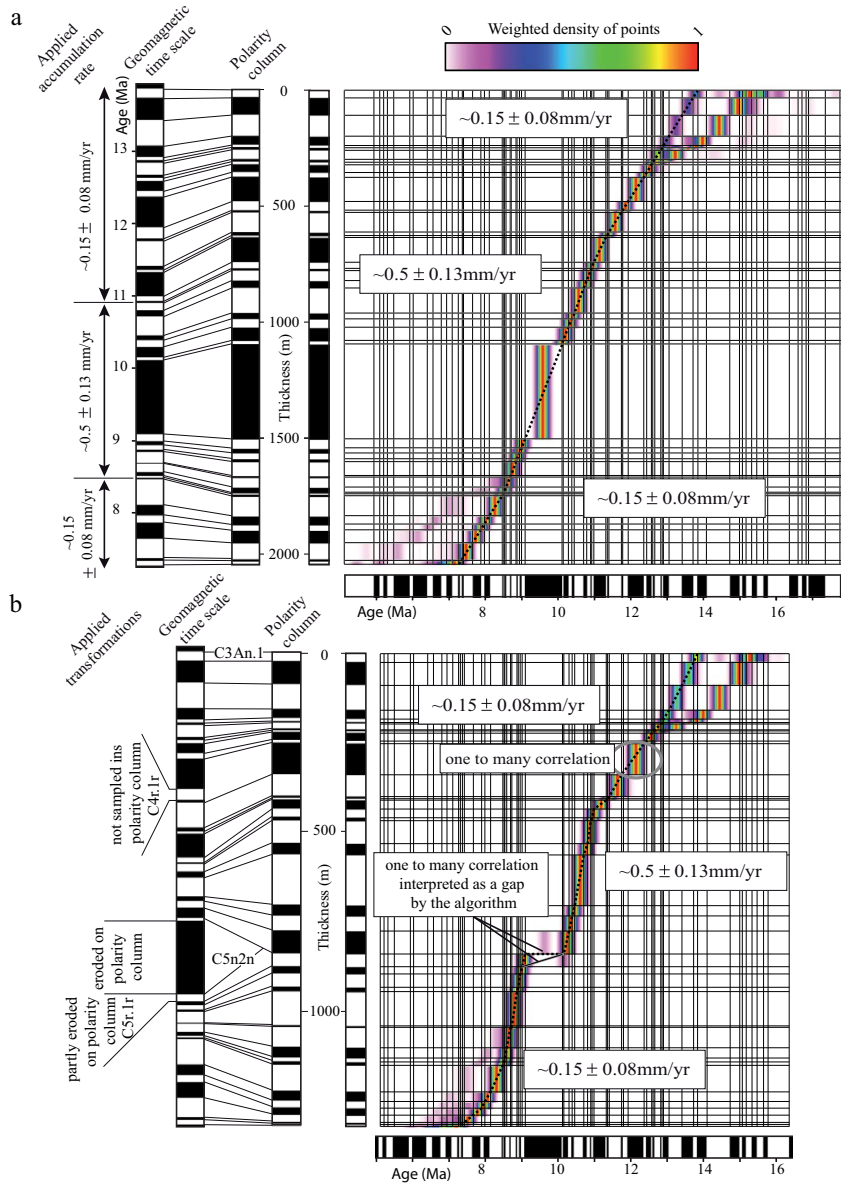 a
Applied
accumulation
rate
Geomagnetic
time scale
Polarity
column
0
Weighted density of points
1
Age (Ma)
13
12
11
10
9
8
~0.15 ± 0.08 mm/yr
~0.5 ± 0.13 mm/yr
~0.15
± 0.08 mm/yr
0
500
1000
1500
2000
Thickness (m)
~0.15 ± 0.08mm/yr
~0.5 ± 0.13mm/yr
~0.15 ± 0.08mm/yr
Age (Ma)
8
10
12
14
16
b
Applied
transformations
Geomagnetic
time scale
Polarity
column
C3An.1
not sampled ins
polarity column
C4r.1r
eroded on
polarity
column
C5n2n
partly eroded
on polarity
column
C5r.1r
0
500
1000
Thickness (m)
~0.15 ± 0.08mm/yr
one to many correlation
~0.5 ± 0.13mm/yr
one to many correlation
interpreted as a gap
by the algorithm
~0.15 ± 0.08mm/yr
Age (Ma)
8
10
12
14
16